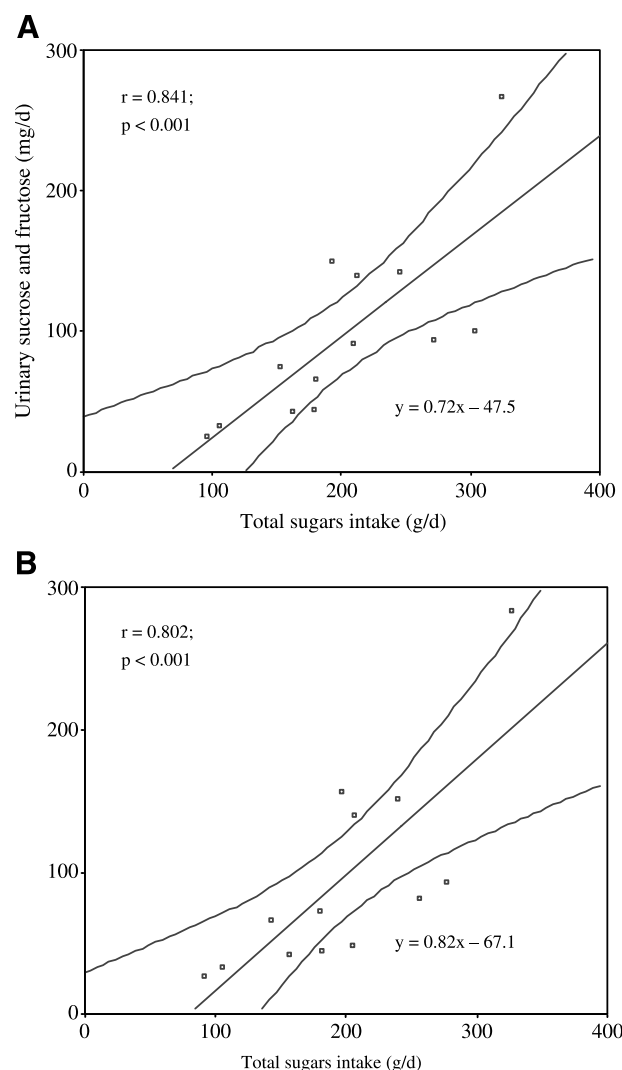 A
300
r = 0.841;
p < 0.001
200
Urinary sucrose and fructose (mg/d)
100
y = 0.72x – 47.5
0
0 100 200 300 400
Total sugars intake (g/d)
B
300
r = 0.802;
p < 0.001
200
100
y = 0.82x – 67.1
0
0 100 200 300 400
Total sugars intake (g/d)